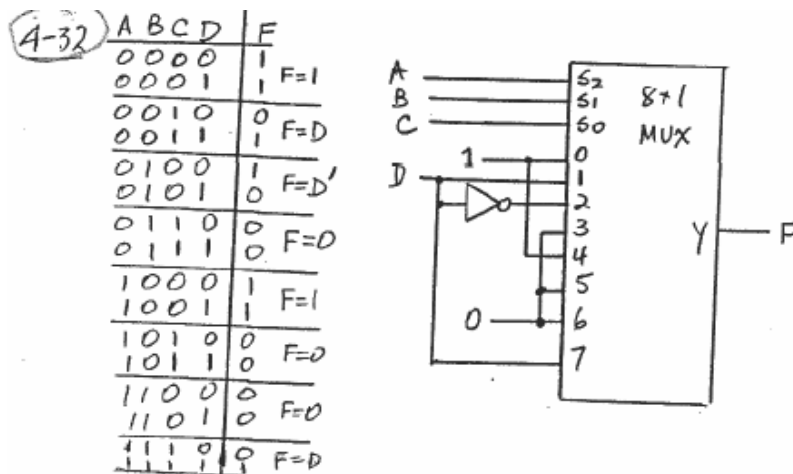 4-32
A B C D F
0 0 0 0 1
0 0 0 1 1 F=1
0 0 1 0 0
0 0 1 1 1 F=D
0 1 0 0 1
0 1 0 1 0 F=D'
0 1 1 0 0
0 1 1 1 0 F=0
1 0 0 0 1
1 0 0 1 1 F=1
1 0 1 0 0
1 0 1 1 0 F=0
1 1 0 0 0
1 1 0 1 0 F=0
1 1 1 0 0
1 1 1 1 1 F=D
A S2
B S1 8+1
C S0 MUX
1 0
D 1
2
3
Y F
4
5
0 6
7